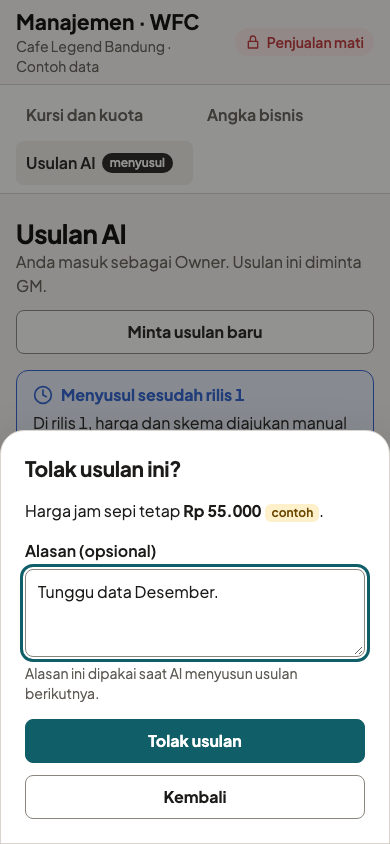 Manajemen · WFC
Cafe Legend Bandung ·
Contoh data
Penjualan mati
Kursi dan kuota
Angka bisnis
Usulan AI menyusul
Usulan AI
Anda masuk sebagai Owner. Usulan ini diminta
GM.
Minta usulan baru
Menyusul sesudah rilis 1
Di rilis 1, harga dan skema diajukan manual
Tolak usulan ini?
Harga jam sepi tetap Rp 55.000 contoh.
Alasan (opsional)
Tunggu data Desember.
Alasan ini dipakai saat AI menyusun usulan
berikutnya.
Tolak usulan
Kembali